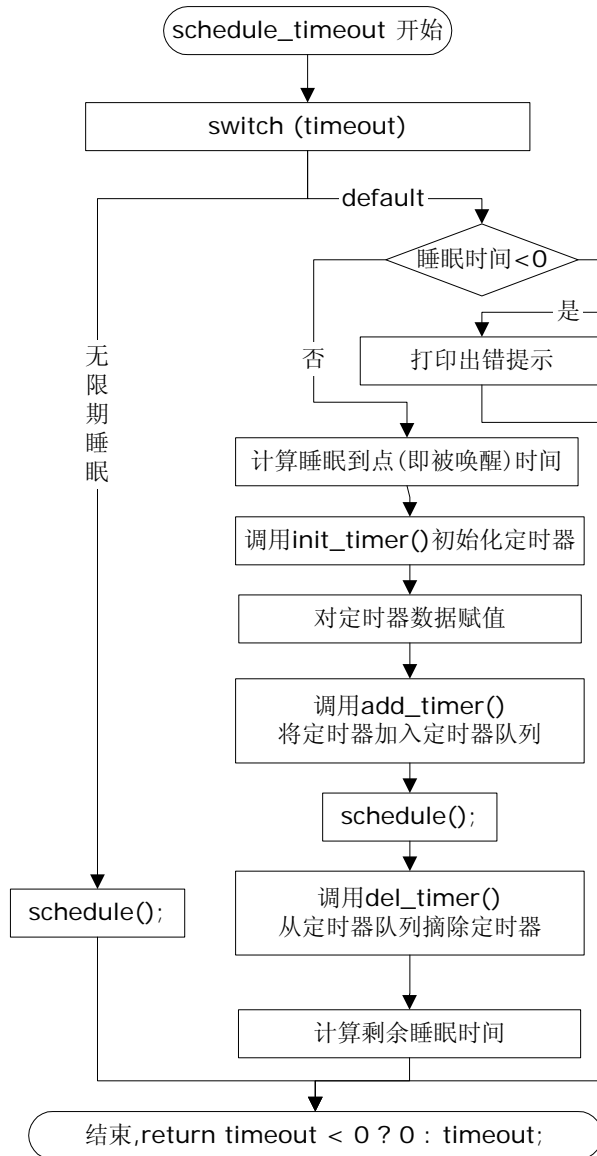 schedule_timeout 开始
switch (timeout)
default
睡眠时间<0
是
打印出错提示
否
无
限
期
睡
眠
计算睡眠到点(即被唤醒)时间
调用init_timer()初始化定时器
对定时器数据赋值
调用add_timer()
将定时器加入定时器队列
schedule();
调用del_timer()
从定时器队列摘除定时器
schedule();
计算剩余睡眠时间
结束,return timeout < 0 ? 0 : timeout;